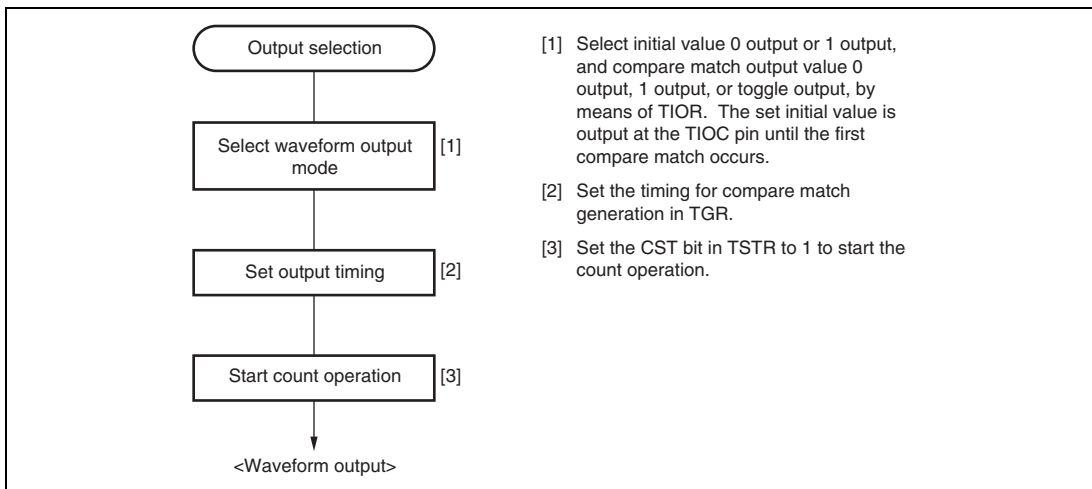 Output selection
Select waveform output
mode
[1]
Set output timing
[2]
Start count operation
[3]
<Waveform output>
[1] Select initial value 0 output or 1 output,
and compare match output value 0
output, 1 output, or toggle output, by
means of TIOR. The set initial value is
output at the TIOC pin until the first
compare match occurs.
[2] Set the timing for compare match
generation in TGR.
[3] Set the CST bit in TSTR to 1 to start the
count operation.